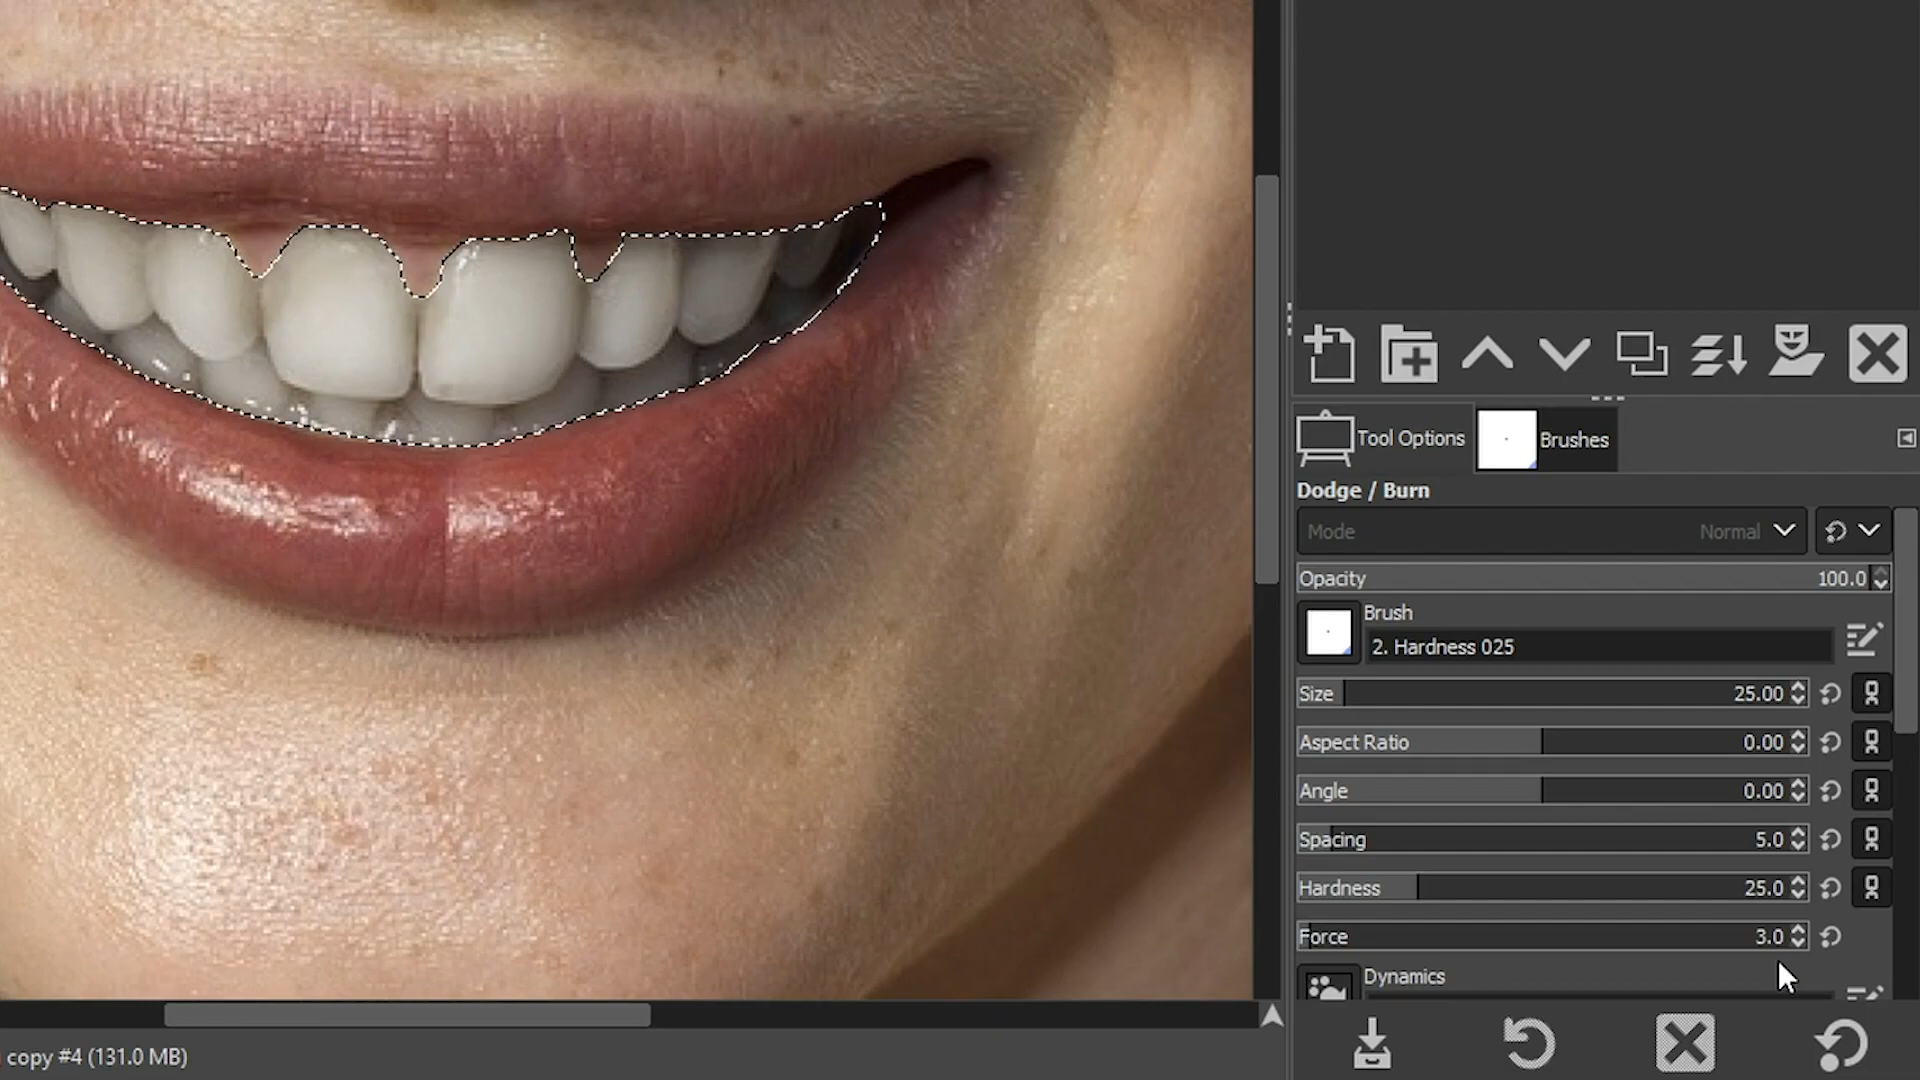 Tool Options
Brushes
Dodge / Burn
Mode Normal
Opacity 100.0
Brush
2. Hardness 025
Size 25.00
Aspect Ratio 0.00
Angle 0.00
Spacing 5.0
Hardness 25.0
Force 3.0
Dynamics
copy #4 (131.0 MB)